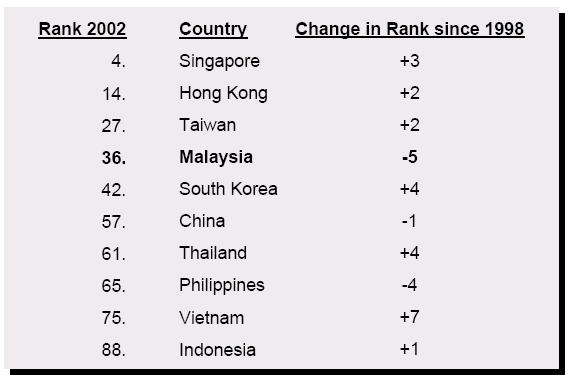 Rank 2002 Country Change in Rank since 1998
4. Singapore +3
14. Hong Kong +2
27. Taiwan +2
36. Malaysia -5
42. South Korea +4
57. China -1
61. Thailand +4
65. Philippines -4
75. Vietnam +7
88. Indonesia +1